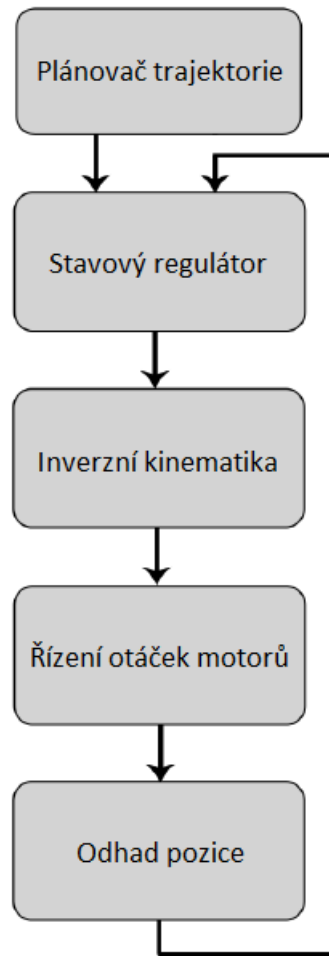 Plánovač trajektorie
Stavový regulátor
Inverzní kinematika
Řízení otáček motorů
Odhad pozice